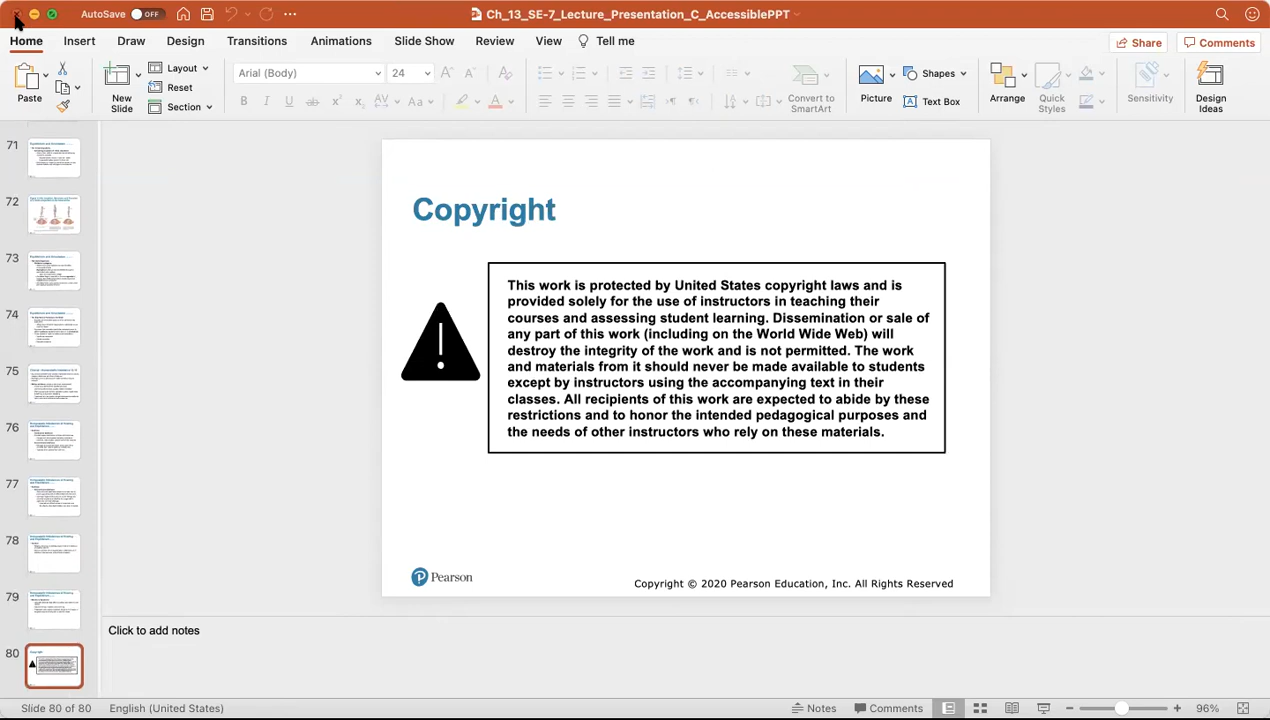 AutoSave OFF
Ch_13_SE-7_Lecture_Presentation_C_AccessiblePPT
Home Insert Draw Design Transitions Animations Slide Show Review View Tell me Share Comments
Paste
New Slide
Layout
Reset
Section
Arial (Body) 24
Convert to SmartArt
Picture
Shapes
Text Box
Arrange
Quick Styles
Sensitivity
Design Ideas
71
72
73
74
75
76
77
78
79
80
Copyright
This work is protected by United States copyright laws and is
provided solely for the use of instructors in teaching their
courses and assessing student learning. Dissemination or sale of
any part of this work (including on the World Wide Web) will
destroy the integrity of the work and is not permitted. The work
and materials from it should never be made available to students
except by instructors using the accompanying text in their
classes. All recipients of this work are expected to abide by these
restrictions and to honor the intended pedagogical purposes and
the needs of other instructors who rely on these materials.
Pearson
Copyright © 2020 Pearson Education, Inc. All Rights Reserved
Click to add notes
Slide 80 of 80 English (United States) Notes Comments 96%